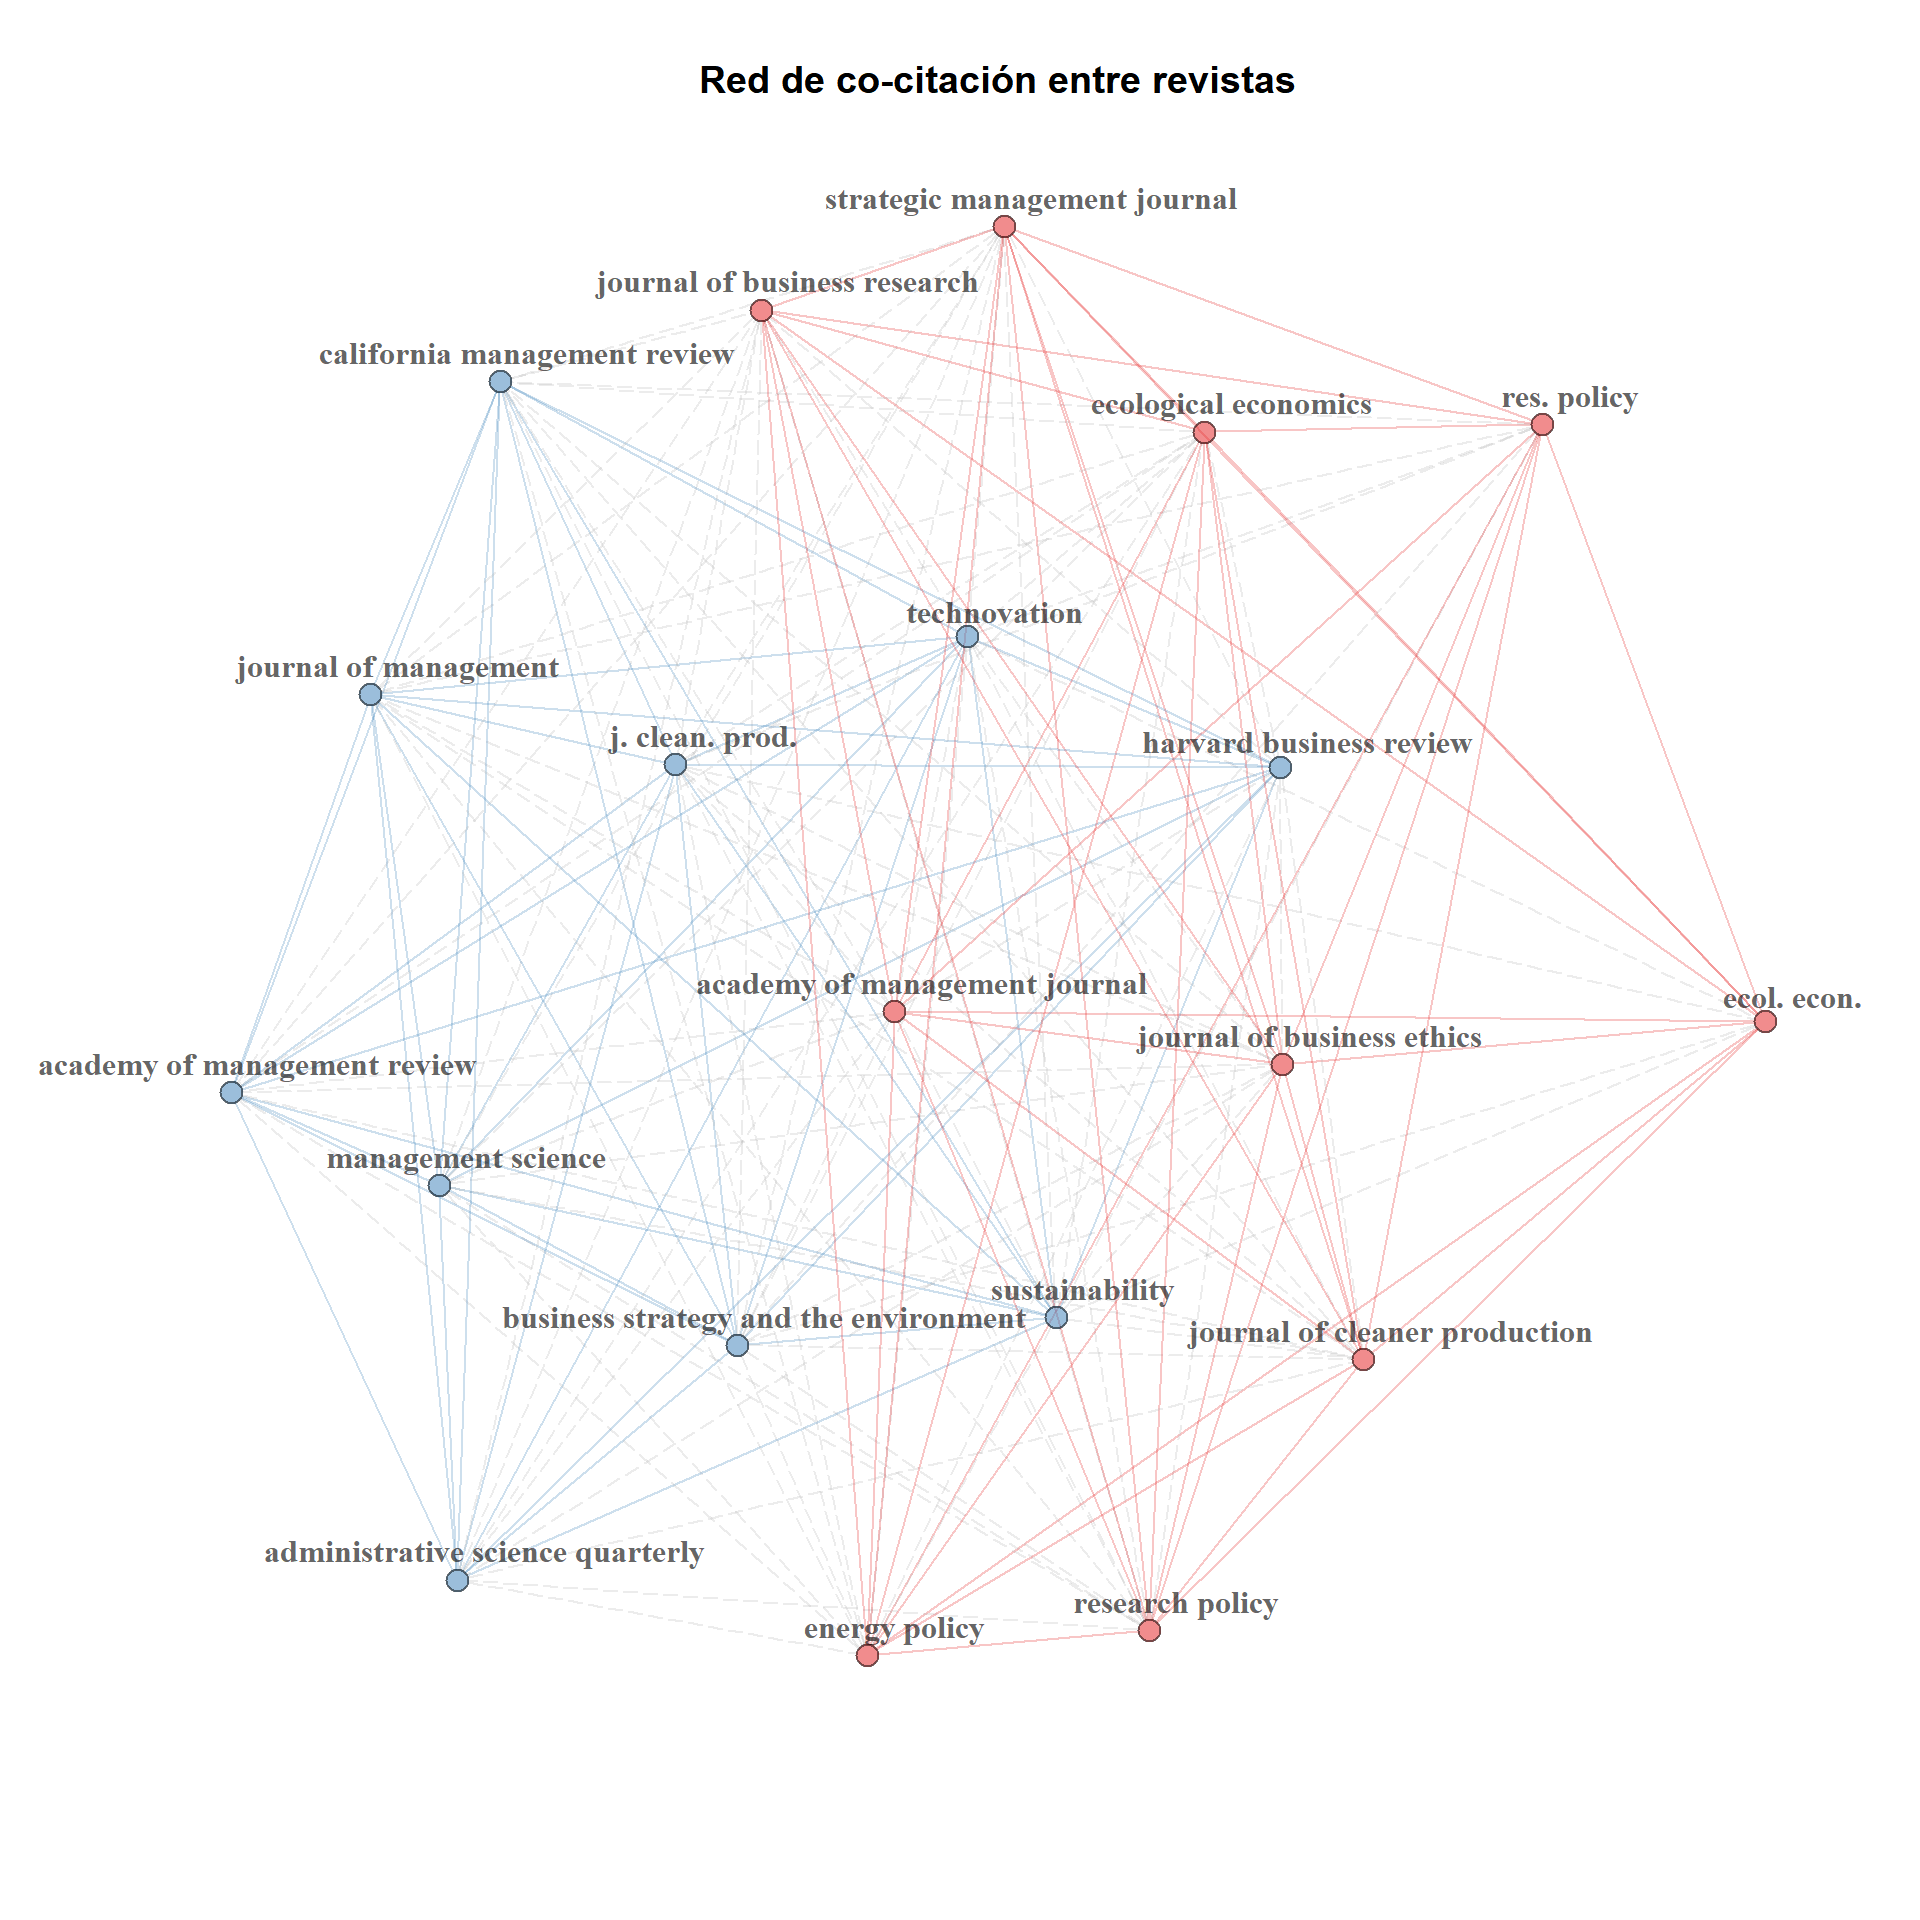 Red de co-citación entre revistas
strategic management journal
journal of business research
california management review
ecological economics
res. policy
technovation
journal of management
j. clean. prod.
harvard business review
academy of management journal
ecol. econ.
journal of business ethics
academy of management review
management science
sustainability
business strategy and the environment
journal of cleaner production
administrative science quarterly
research policy
energy policy